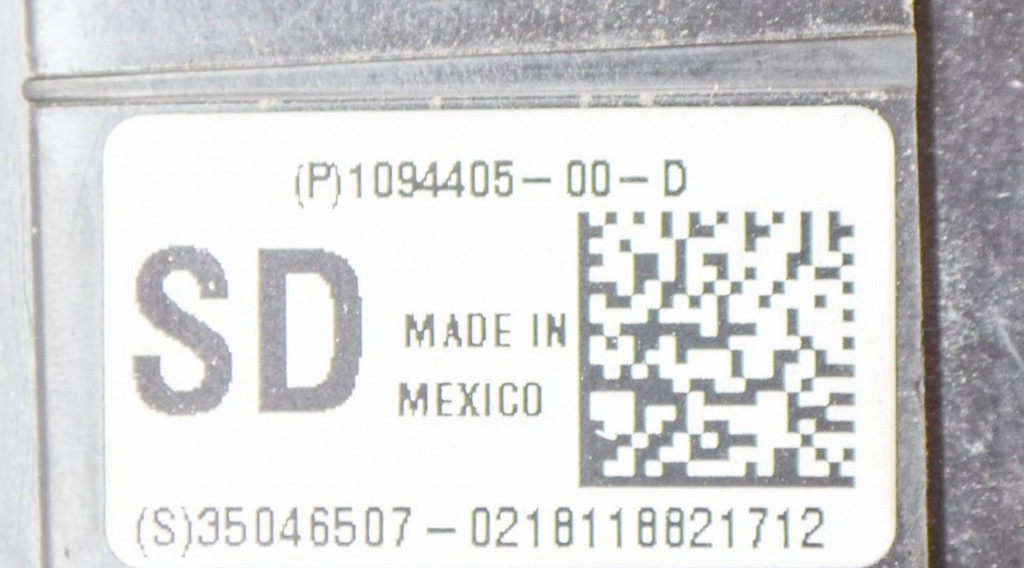 (P)1094405-00-D
SD
MADE IN
MEXICO
(S)35046507-0218118821712